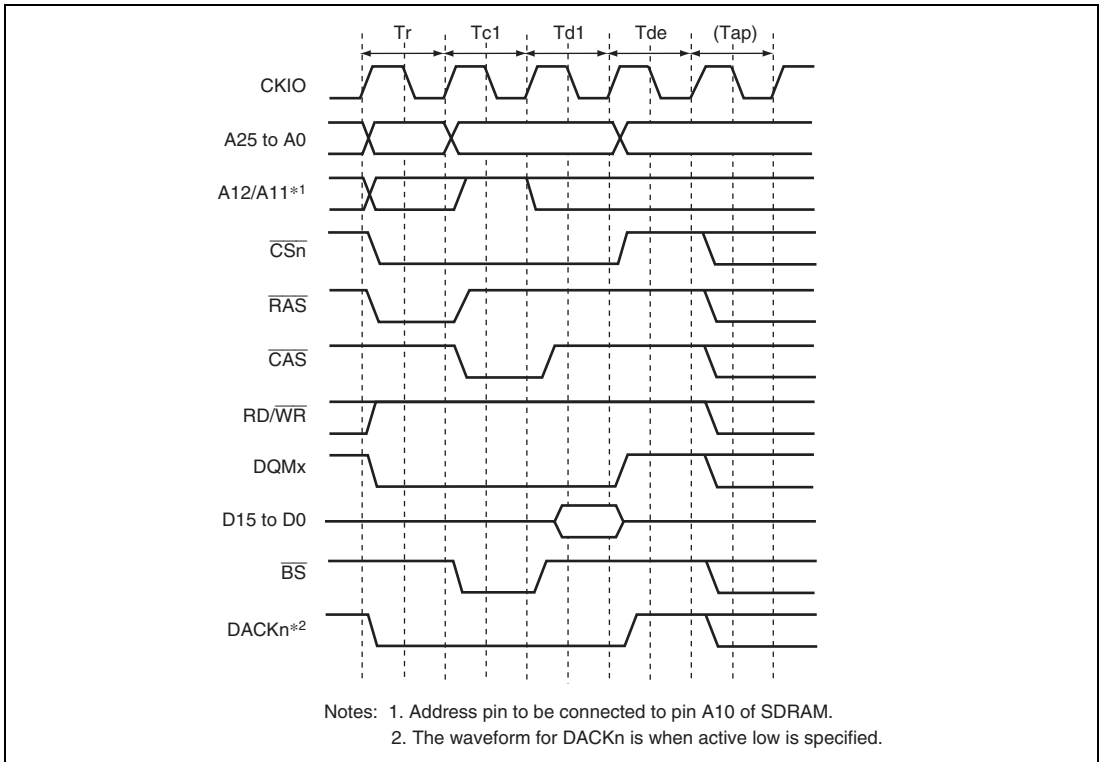 Tr Tc1 Td1 Tde (Tap)
CKIO
A25 to A0
A12/A11*1
CSn
RAS
CAS
RD/WR
DQMx
D15 to D0
BS
DACKn*2
Notes: 1. Address pin to be connected to pin A10 of SDRAM.
2. The waveform for DACKn is when active low is specified.